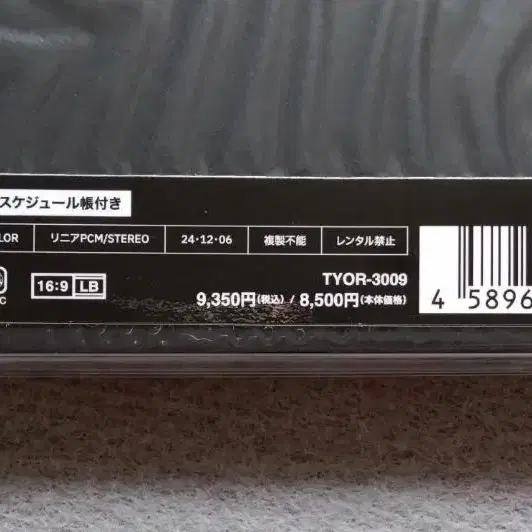 スケジュール帳付き
LOR リニアPCM/STEREO 24·12·06 複製不能 レンタル禁止
C 16:9 LB TYOR-3009
9,350円(税込) / 8,500円(本体価格)
4 5896